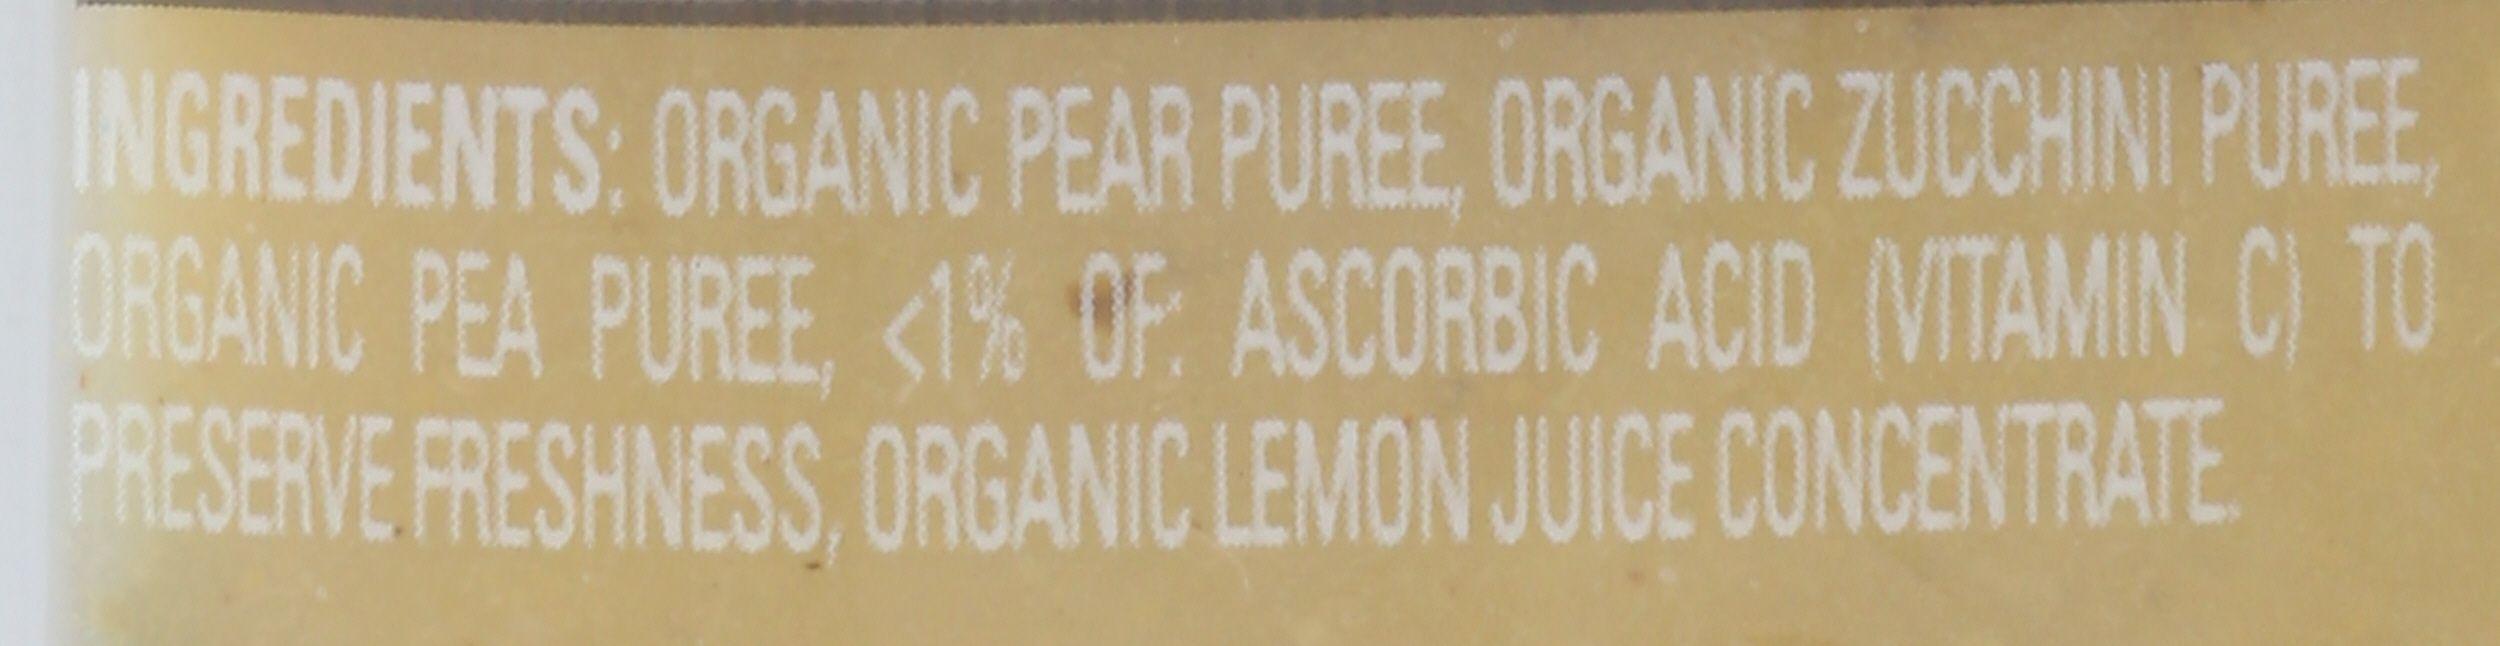 INGREDIENTS: ORGANIC PEAR PUREE, ORGANIC ZUCCHINI PUREE,
ORGANIC PEA PUREE, <1% OF: ASCORBIC ACID (VITAMIN C) TO
PRESERVE FRESHNESS, ORGANIC LEMON JUICE CONCENTRATE.